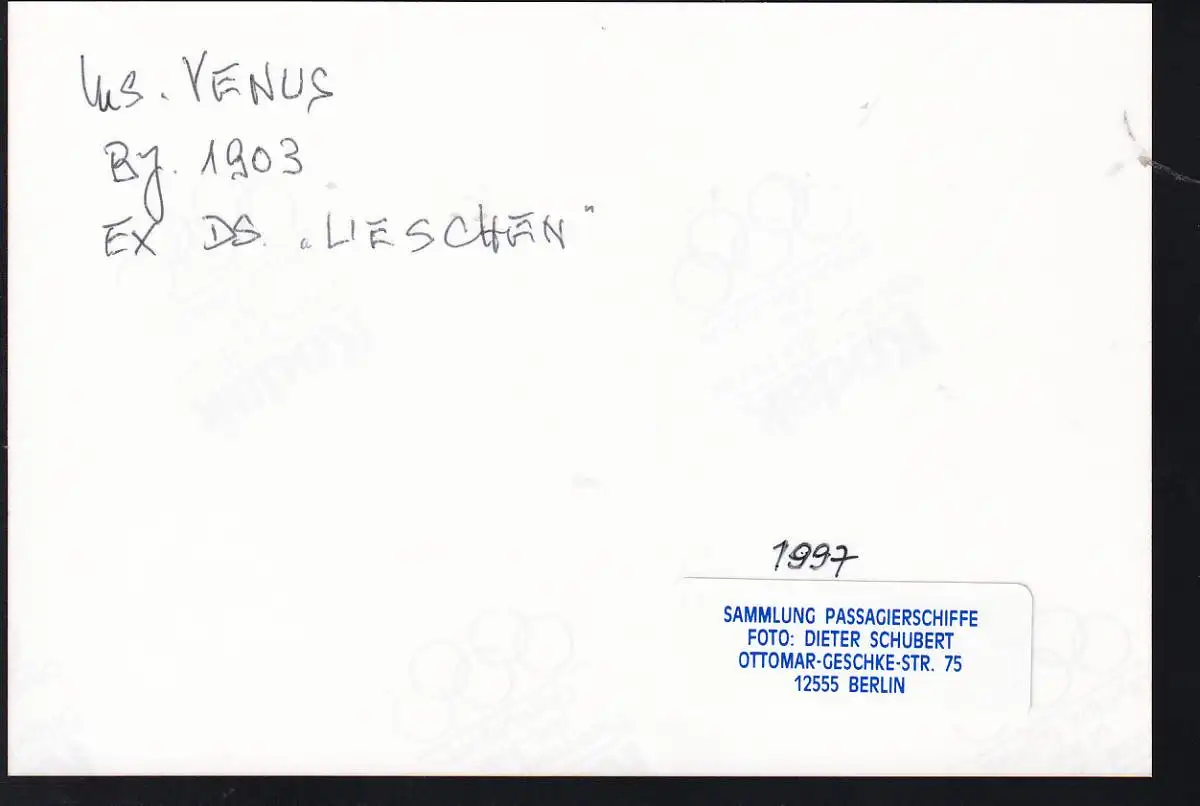 MS. VENUS
Bj. 1903
EX DS. „LIESCHEN"
1997
SAMMLUNG PASSAGIERSCHIFFE
FOTO: DIETER SCHUBERT
OTTOMAR-GESCHKE-STR. 75
12555 BERLIN